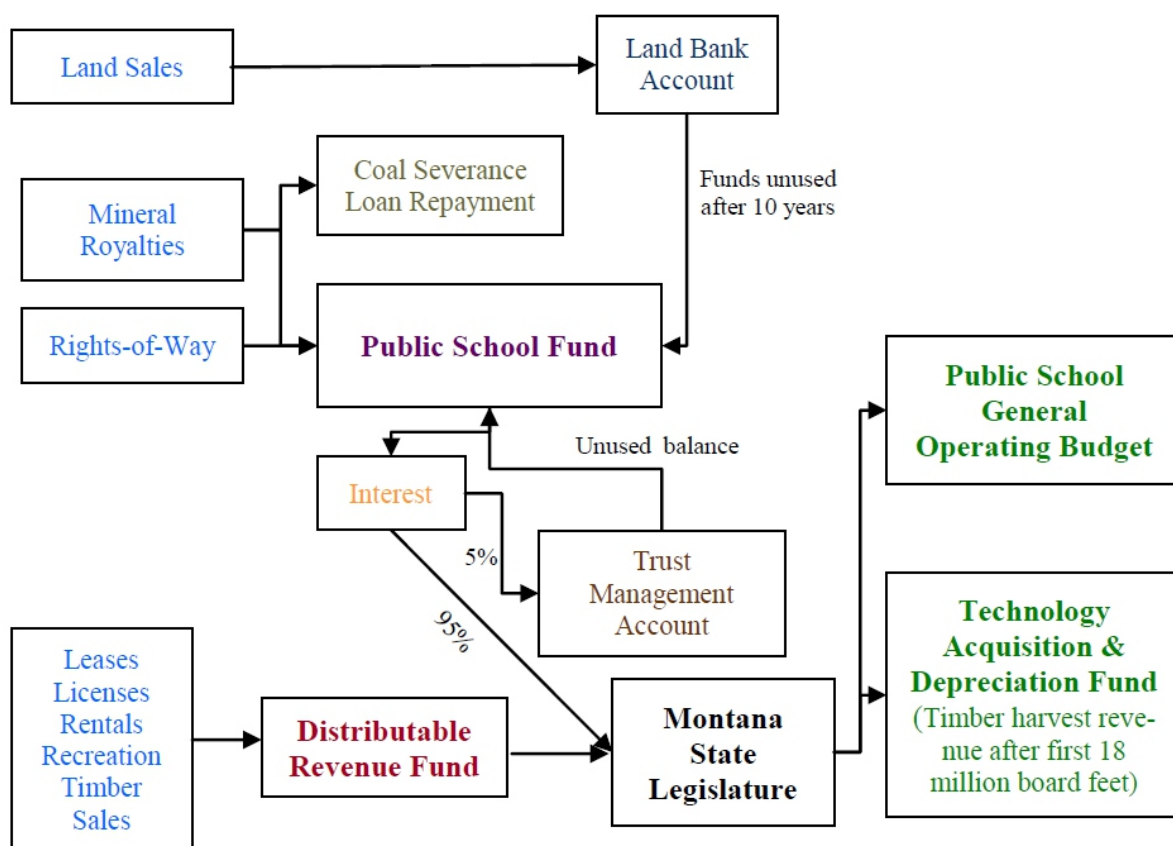 Land Sales
Land Bank
Account
Coal Severance
Loan Repayment
Funds unused
after 10 years
Mineral
Royalties
Rights-of-Way
Public School Fund
Public School
General
Operating Budget
Unused balance
Interest
5%
Trust
Management
Account
95%
Technology
Acquisition &
Depreciation Fund
(Timber harvest reve-
nue after first 18
million board feet)
Leases
Licenses
Rentals
Recreation
Timber
Sales
Distributable
Revenue Fund
Montana
State
Legislature